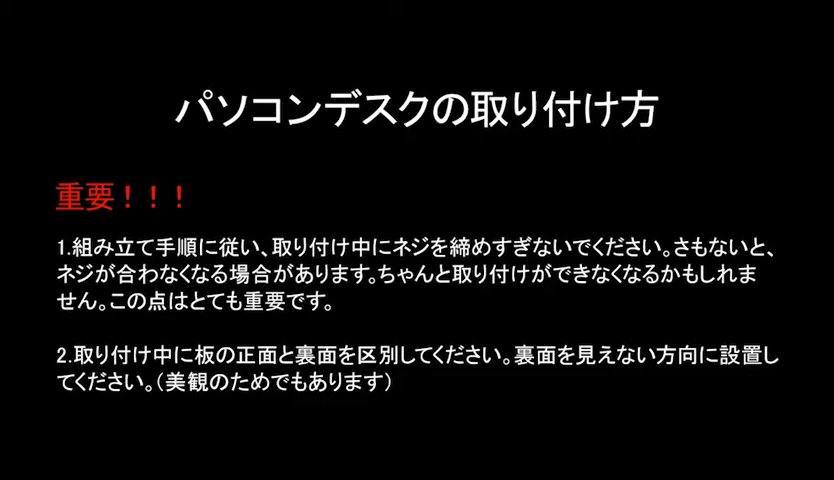 パソコンデスクの取り付け方
重要！！！
1.組み立て手順に従い、取り付け中にネジを締めすぎないでください。さもないと、
ネジが合わなくなる場合があります。ちゃんと取り付けができなくなるかもしれま
せん。この点はとても重要です。
2.取り付け中に板の正面と裏面を区別してください。裏面を見えない方向に設置し
てください。（美観のためでもあります）